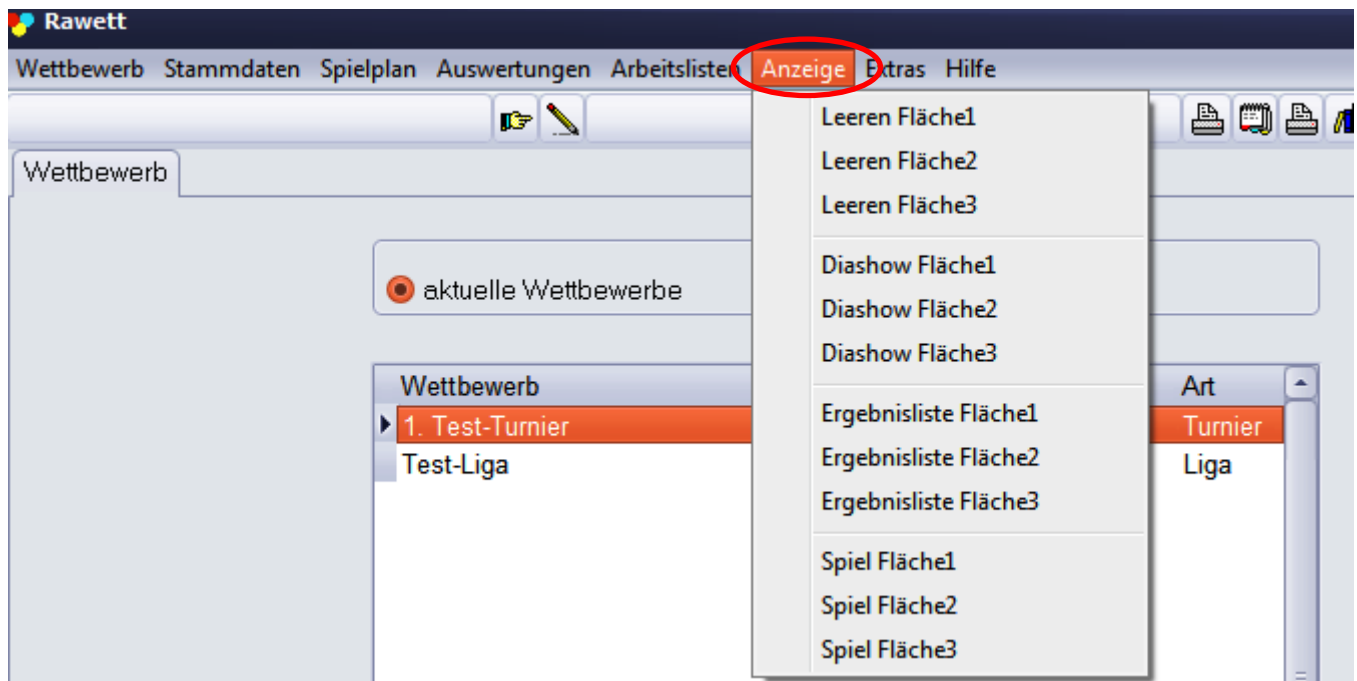 Rawett
Wettbewerb Stammdaten Spielplan Auswertungen Arbeitslisten Anzeige Extras Hilfe
Leeren Fläche1
Leeren Fläche2
Leeren Fläche3
Diashow Fläche1
Diashow Fläche2
Diashow Fläche3
Ergebnisliste Fläche1
Ergebnisliste Fläche2
Ergebnisliste Fläche3
Spiel Fläche1
Spiel Fläche2
Spiel Fläche3
Wettbewerb
aktuelle Wettbewerbe
Wettbewerb Art
1. Test-Turnier Turnier
Test-Liga Liga